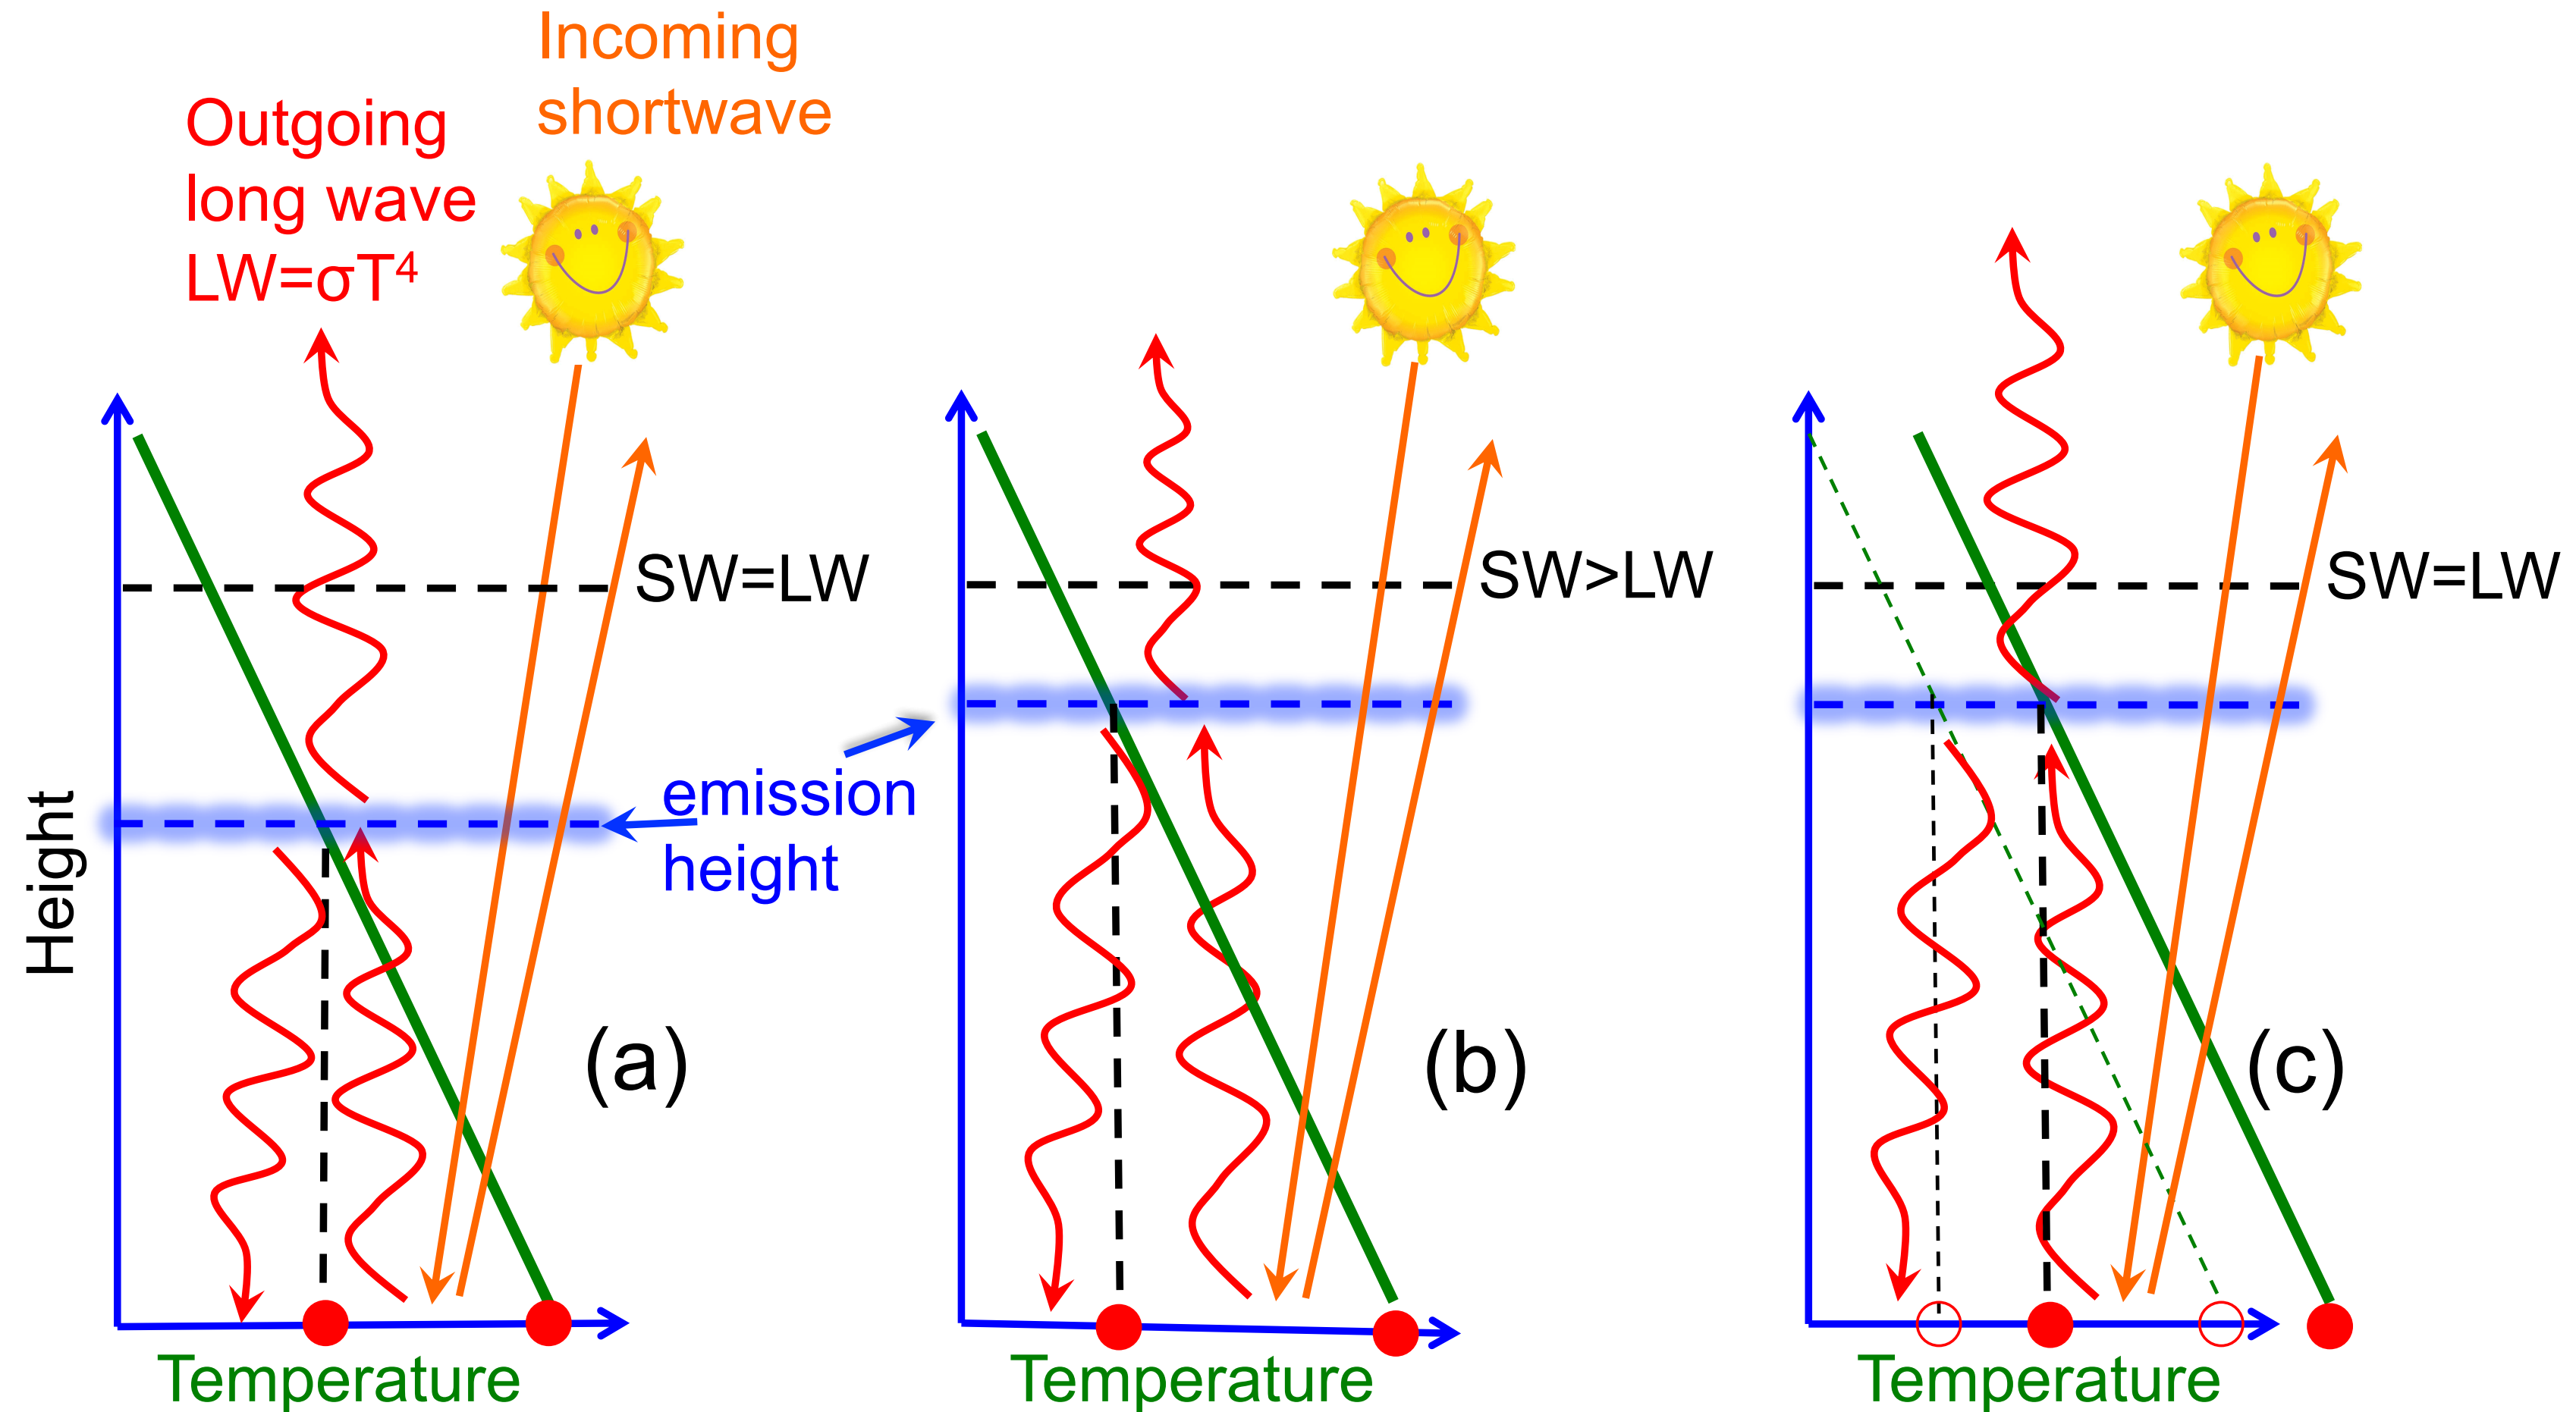 Incoming
shortwave
Outgoing
long wave
LW=σT⁴
SW=LW
SW>LW
SW=LW
emission
height
Height
(a)
(b)
(c)
Temperature
Temperature
Temperature